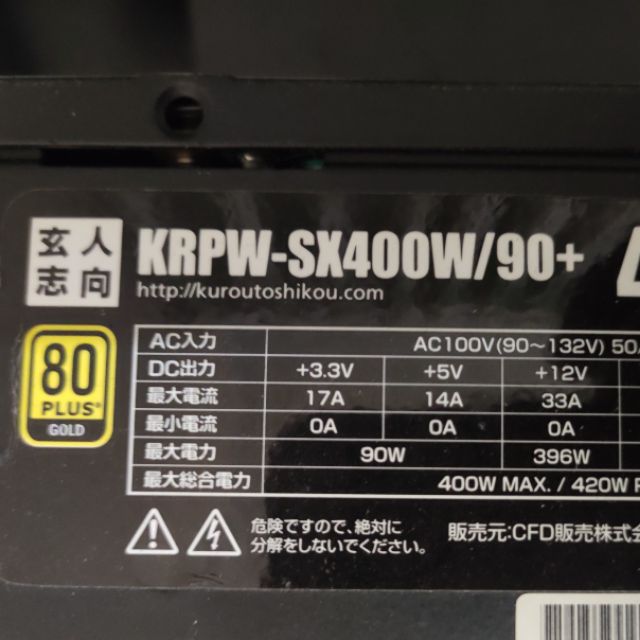 玄人
志向
KRPW-SX400W/90+
http://kuroutoshikou.com
80
PLUS®
GOLD
AC入力 AC100V(90～132V) 50
DC出力 +3.3V +5V +12V
最大電流 17A 14A 33A
最小電流 0A 0A 0A
最大電力 90W 396W
最大総合電力 400W MAX. / 420W
危険ですので、絶対に
分解をしないでください。
販売元:CFD販売株式